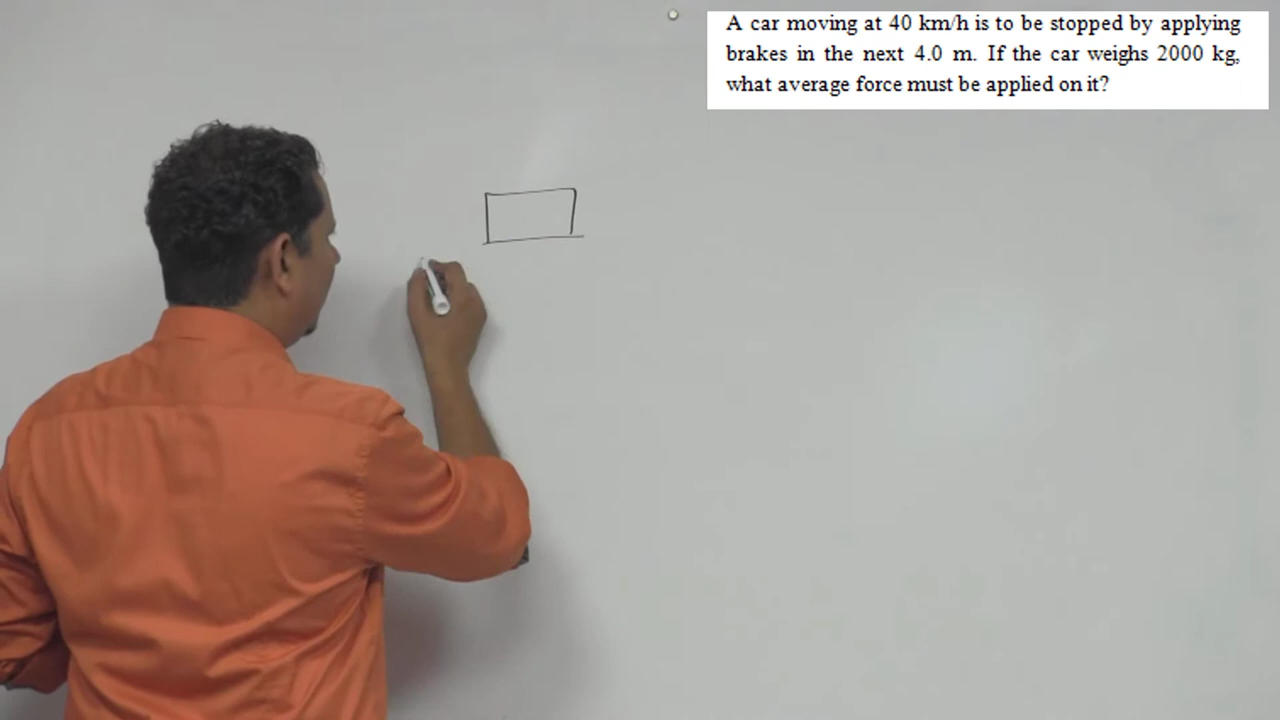 A car moving at 40 km/h is to be stopped by applying
brakes in the next 4.0 m. If the car weighs 2000 kg,
what average force must be applied on it?